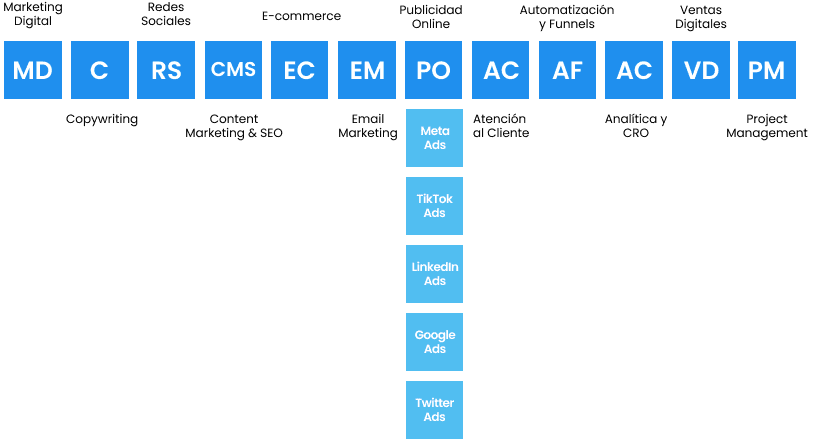 Marketing
Digital
Redes
Sociales
E-commerce
Publicidad
Online
Automatización
y Funnels
Ventas
Digitales
MD
C
RS
CMS
EC
EM
PO
AC
AF
AC
VD
PM
Copywriting
Content
Marketing & SEO
Email
Marketing
Atención
al Cliente
Analítica y
CRO
Project
Management
Meta
Ads
TikTok
Ads
LinkedIn
Ads
Google
Ads
Twitter
Ads